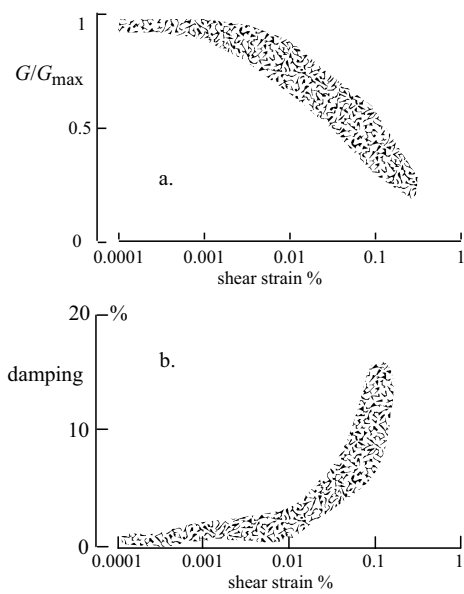 1
G/Gmax
0.5
a.
0
0.0001 0.001 0.01 0.1 1
shear strain %
20 %
b.
damping
10
0
0.0001 0.001 0.01 0.1 1
shear strain %